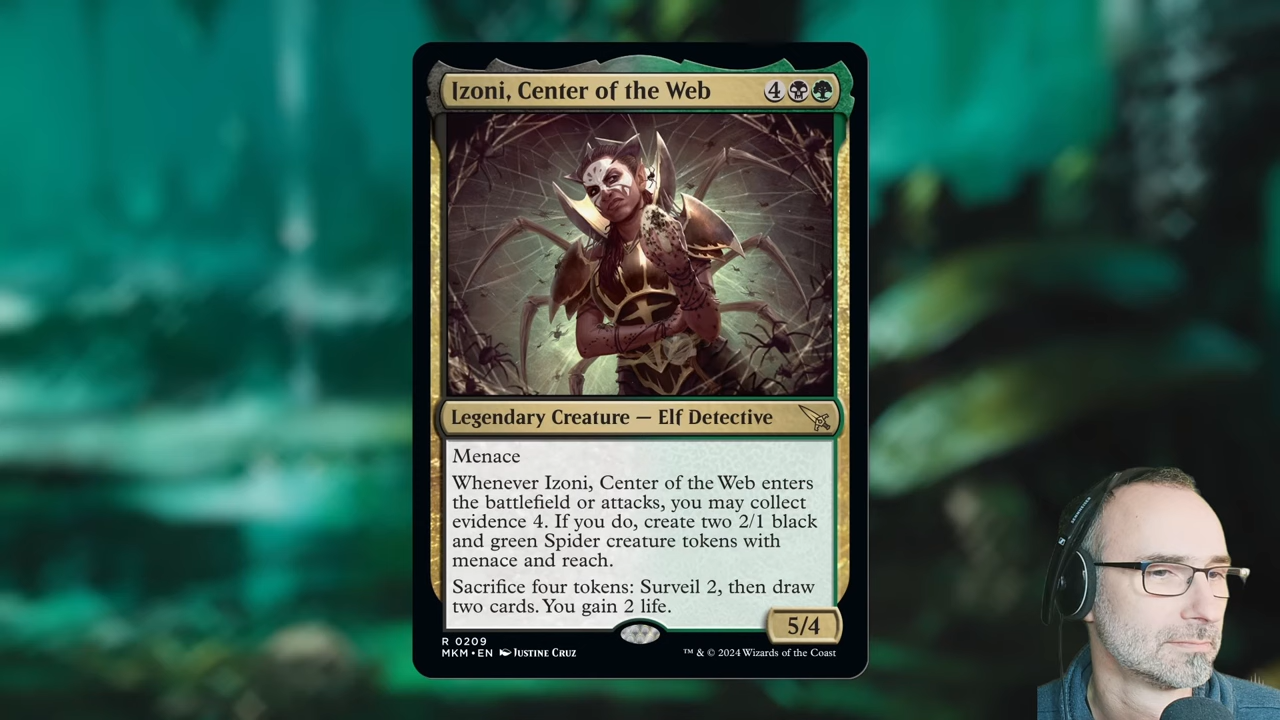 Izoni, Center of the Web 4
Legendary Creature — Elf Detective
Menace
Whenever Izoni, Center of the Web enters
the battlefield or attacks, you may collect
evidence 4. If you do, create two 2/1 black
and green Spider creature tokens with
menace and reach.
Sacrifice four tokens: Surveil 2, then draw
two cards. You gain 2 life.
5/4
R 0209
MKM • EN Justine Cruz
™ & © 2024 Wizards of the Coast